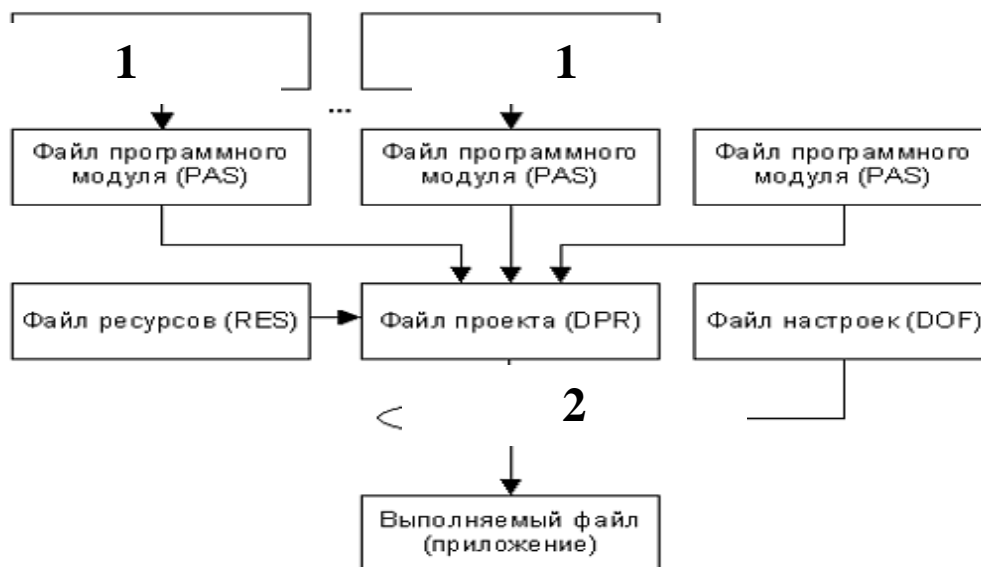 1
1
...
Файл программного
модуля (PAS)
Файл программного
модуля (PAS)
Файл программного
модуля (PAS)
Файл ресурсов (RES)
Файл проекта (DPR)
Файл настроек (DOF)
2
Выполняемый файл
(приложение)